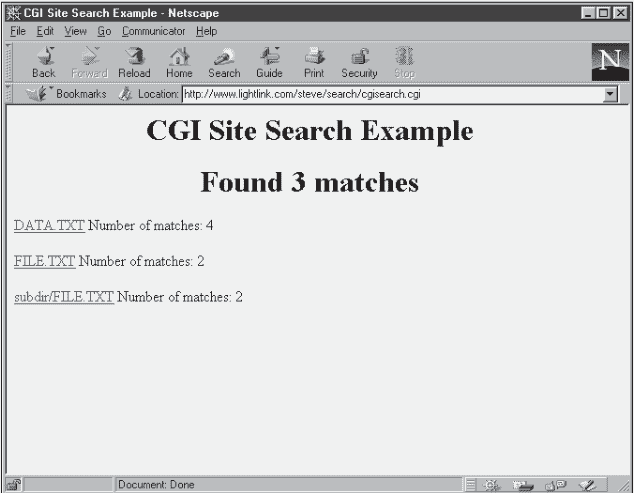 CGI Site Search Example - Netscape
File Edit View Go Communicator Help
Back Forward Reload Home Search Guide Print Security Stop
N
Bookmarks Location: http://www.lightlink.com/steve/search/cgisearch.cgi
CGI Site Search Example
Found 3 matches
DATA.TXT Number of matches: 4
FILE.TXT Number of matches: 2
subdir/FILE.TXT Number of matches: 2
Document: Done